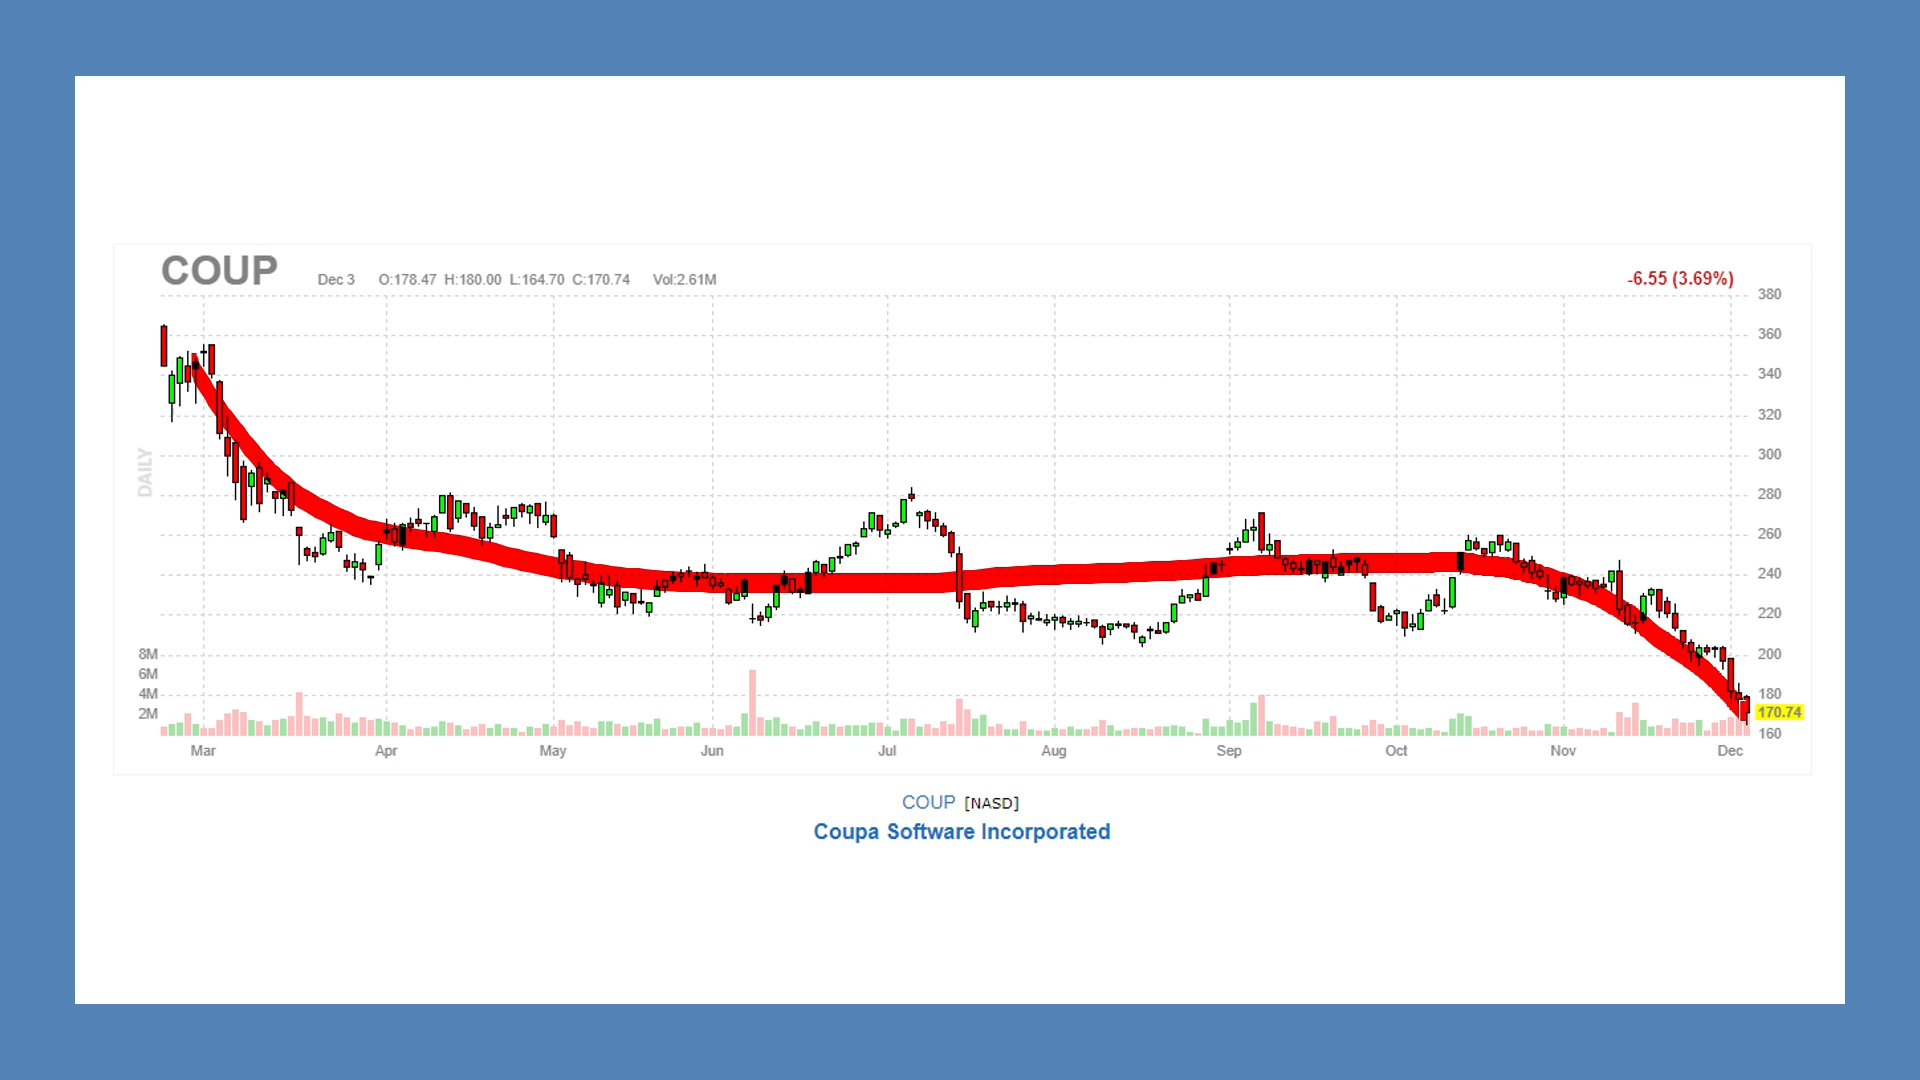 COUP Dec 3 O:178.47 H:180.00 L:164.70 C:170.74 Vol:2.61M -6.55 (3.69%)
380
360
340
320
300
280
260
240
220
8M 200
6M
4M 180
2M 170.74
160
DAILY
Mar Apr May Jun Jul Aug Sep Oct Nov Dec
COUP [NASD]
Coupa Software Incorporated